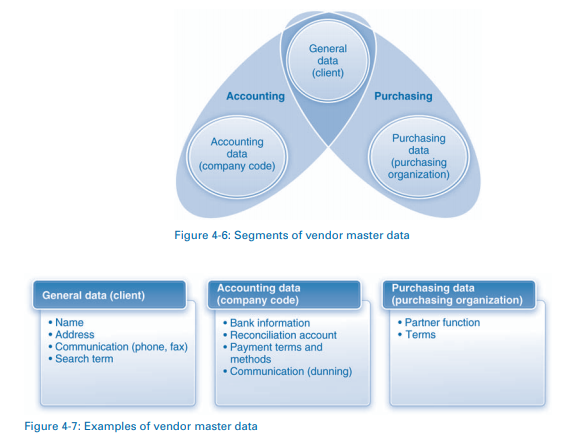 General
data
(client)
Accounting
Purchasing
Accounting
data
(company code)
Purchasing
data
(purchasing
organization)
Figure 4-6: Segments of vendor master data
General data (client)
• Name
• Address
• Communication (phone, fax)
• Search term
Accounting data
(company code)
• Bank information
• Reconciliation account
• Payment terms and
methods
• Communication (dunning)
Purchasing data
(purchasing organization)
• Partner function
• Terms
Figure 4-7: Examples of vendor master data